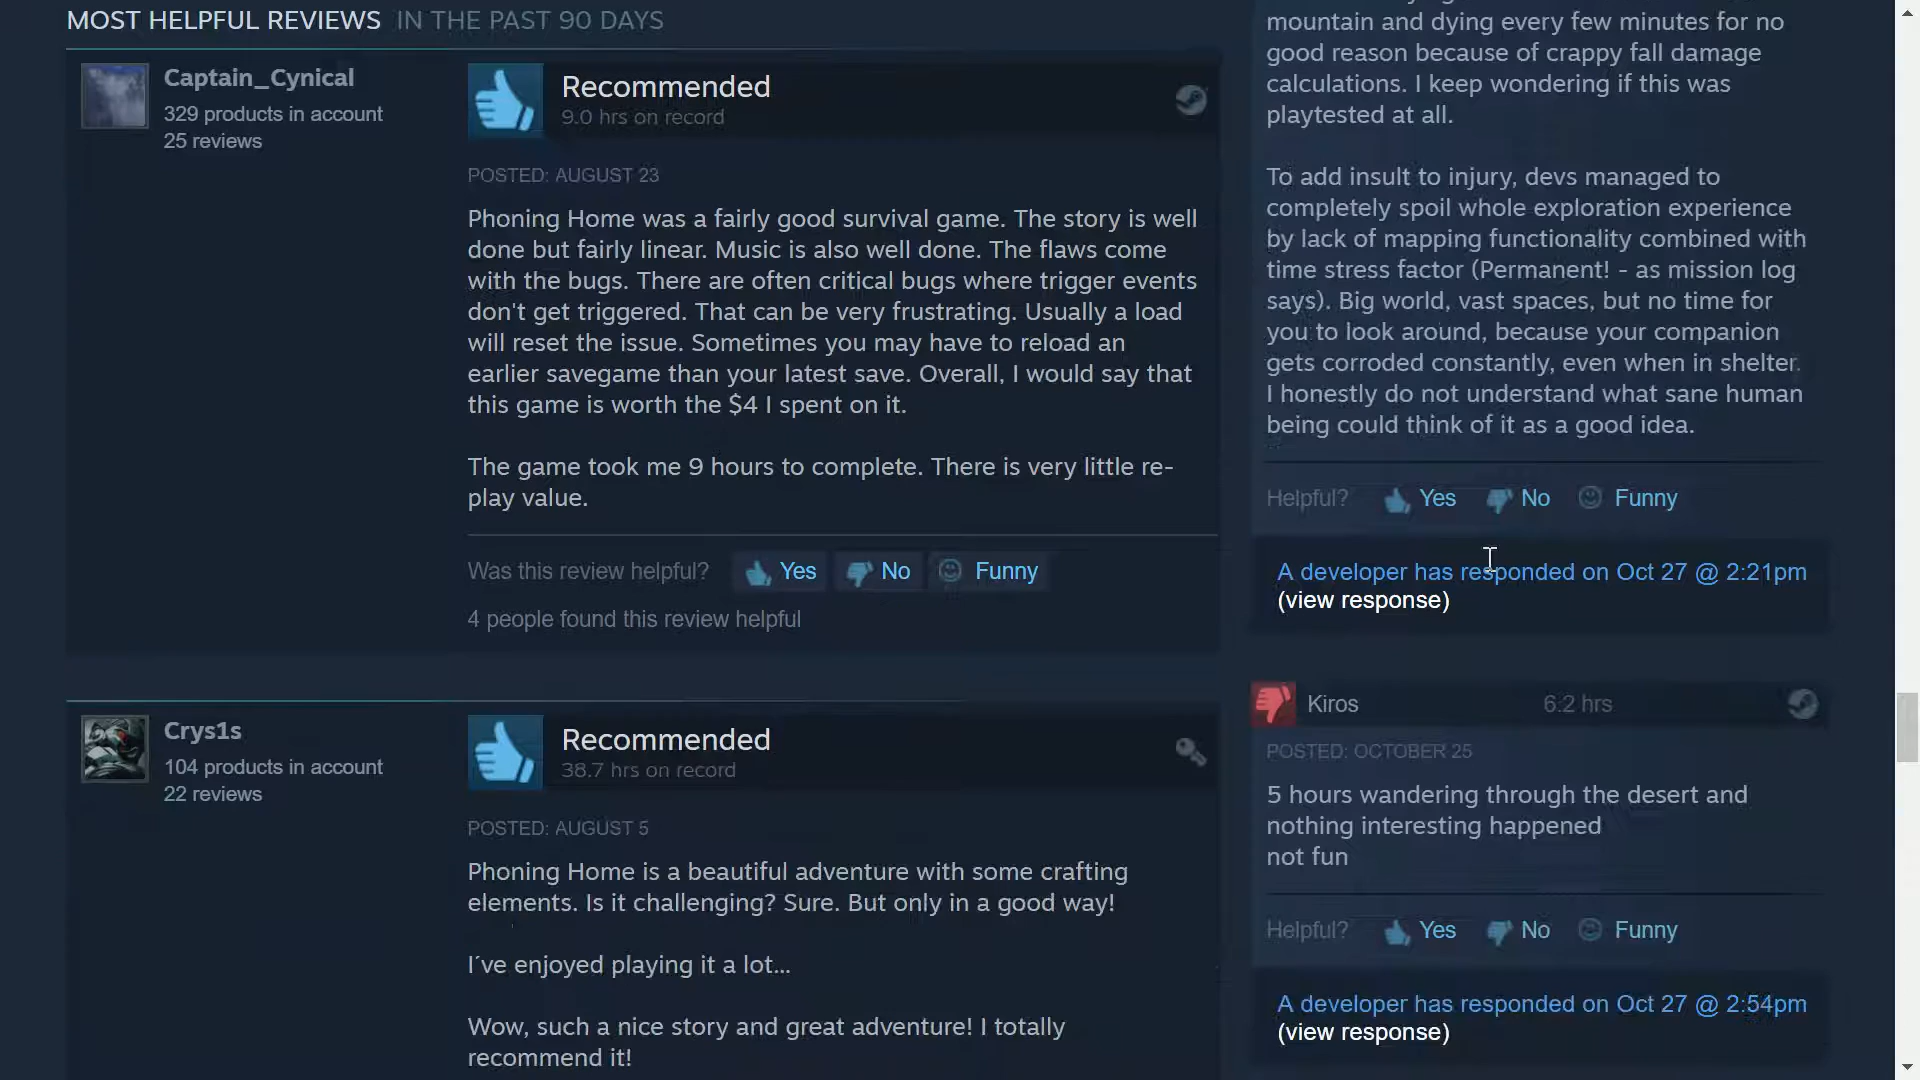 MOST HELPFUL REVIEWS IN THE PAST 90 DAYS
Captain_Cynical
329 products in account
25 reviews
Recommended
9.0 hrs on record
POSTED: AUGUST 23
Phoning Home was a fairly good survival game. The story is well
done but fairly linear. Music is also well done. The flaws come
with the bugs. There are often critical bugs where trigger events
don't get triggered. That can be very frustrating. Usually a load
will reset the issue. Sometimes you may have to reload an
earlier savegame than your latest save. Overall, I would say that
this game is worth the $4 I spent on it.
The game took me 9 hours to complete. There is very little re-
play value.
Was this review helpful? Yes No Funny
4 people found this review helpful
Crys1s
104 products in account
22 reviews
Recommended
38.7 hrs on record
POSTED: AUGUST 5
Phoning Home is a beautiful adventure with some crafting
elements. Is it challenging? Sure. But only in a good way!
I´ve enjoyed playing it a lot...
Wow, such a nice story and great adventure! I totally
recommend it!
mountain and dying every few minutes for no
good reason because of crappy fall damage
calculations. I keep wondering if this was
playtested at all.
To add insult to injury, devs managed to
completely spoil whole exploration experience
by lack of mapping functionality combined with
time stress factor (Permanent! - as mission log
says). Big world, vast spaces, but no time for
you to look around, because your companion
gets corroded constantly, even when in shelter.
I honestly do not understand what sane human
being could think of it as a good idea.
Helpful? Yes No Funny
A developer has responded on Oct 27 @ 2:21pm
(view response)
Kiros 6.2 hrs
POSTED: OCTOBER 25
5 hours wandering through the desert and
nothing interesting happened
not fun
Helpful? Yes No Funny
A developer has responded on Oct 27 @ 2:54pm
(view response)